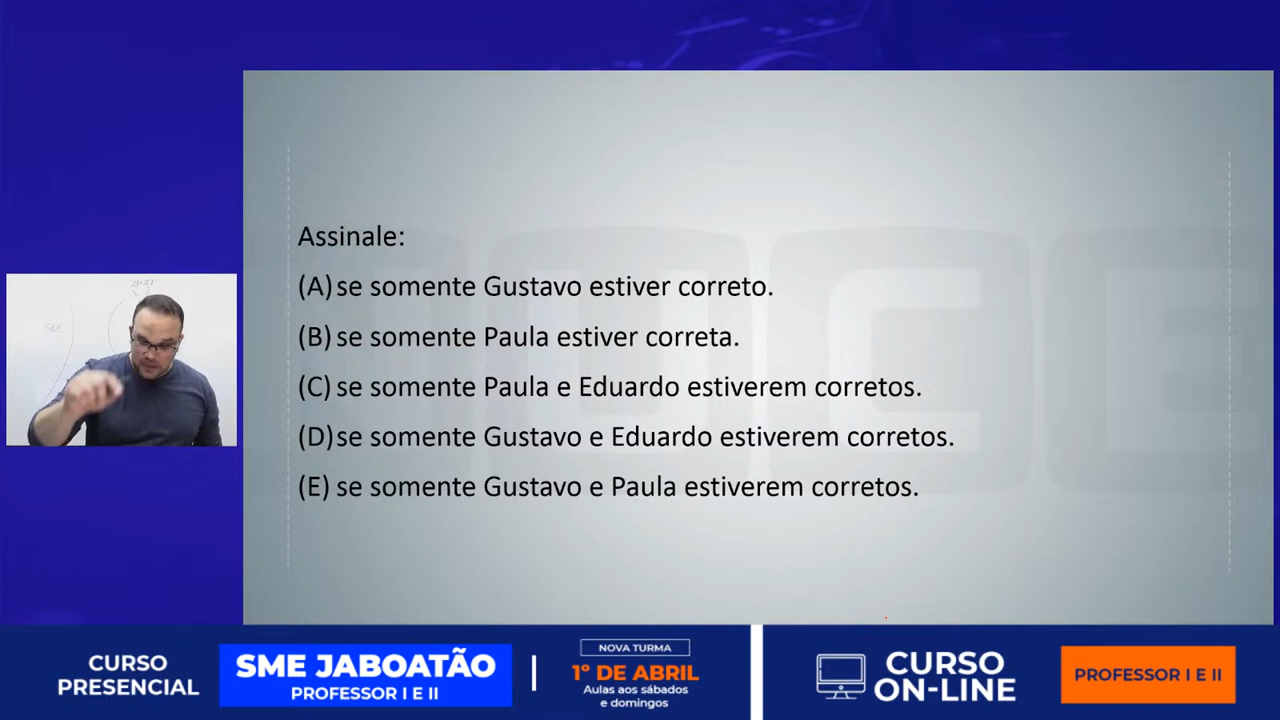 Assinale:
(A) se somente Gustavo estiver correto.
(B) se somente Paula estiver correta.
(C) se somente Paula e Eduardo estiverem corretos.
(D) se somente Gustavo e Eduardo estiverem corretos.
(E) se somente Gustavo e Paula estiverem corretos.
CURSO
PRESENCIAL
SME JABOATÃO
PROFESSOR I E II
NOVA TURMA
1º DE ABRIL
Aulas aos sábados
e domingos
CURSO
ON-LINE
PROFESSOR I E II